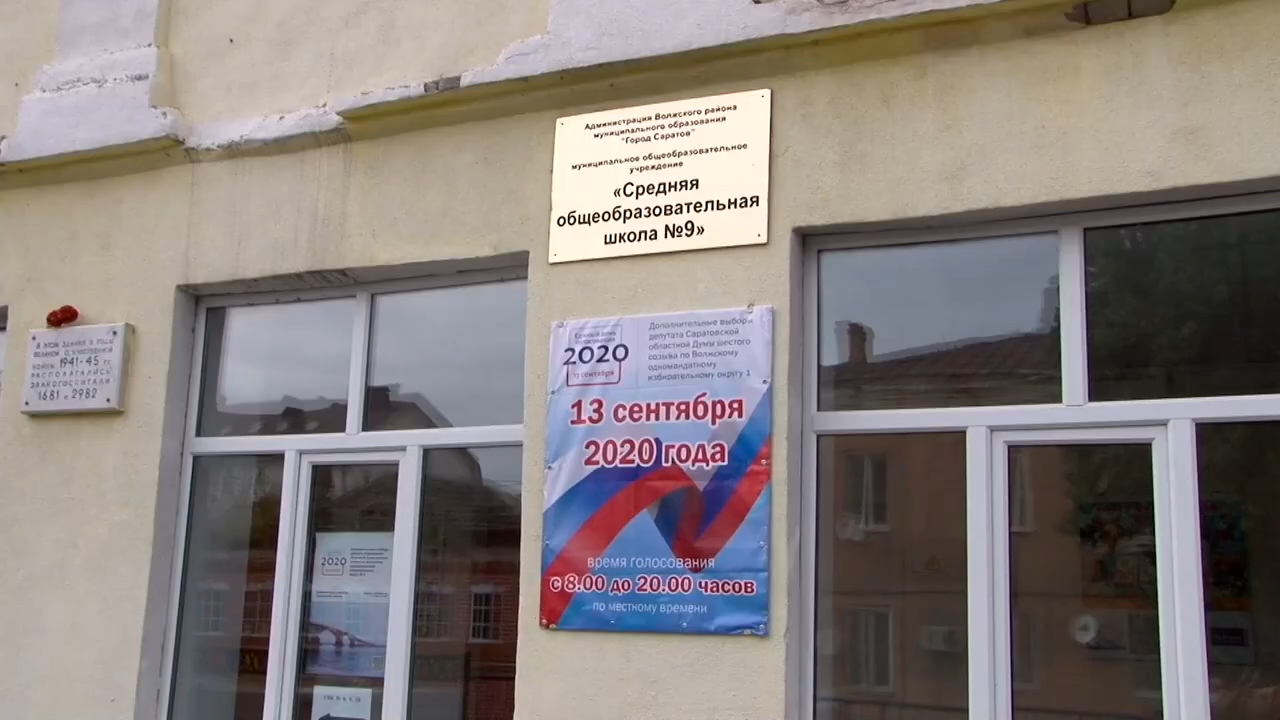 Администрация Волжского района
муниципального образования
"Город Саратов"
муниципальное общеобразовательное
учреждение
«Средняя
общеобразовательная
школа №9»
В ЭТОМ ЗДАНИИ В ГОДЫ
ВЕЛИКОЙ ОТЕЧЕСТВЕННОЙ
ВОЙНЫ 1941-45 гг.
РАСПОЛАГАЛИСЬ
ЭВАКОГОСПИТАЛИ
1681 и 2982
Единый день
голосования
2020
13 сентября
Дополнительные выборы
депутата Саратовской
областной Думы шестого
созыва по Волжскому
одномандатному
избирательному округу 1
13 сентября
2020 года
время голосования
с 8.00 до 20.00 часов
по местному времени
2020